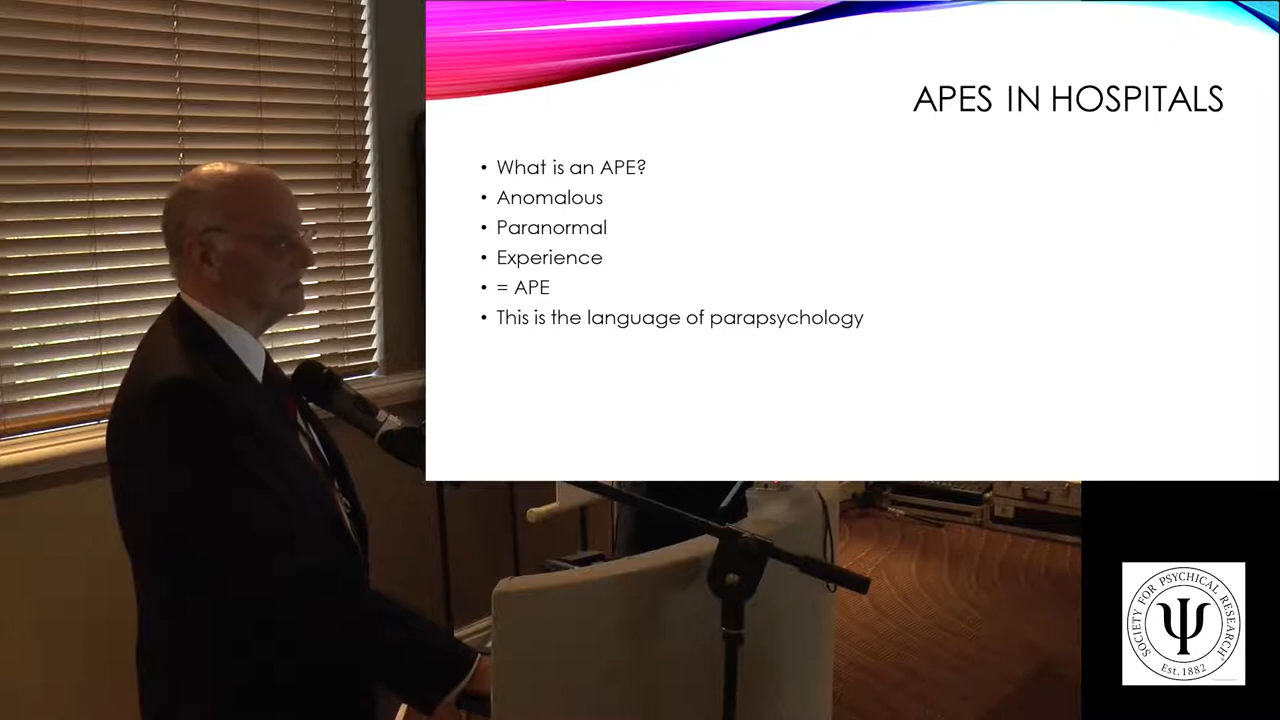 APES IN HOSPITALS
• What is an APE?
• Anomalous
• Paranormal
• Experience
• = APE
• This is the language of parapsychology
SOCIETY FOR PSYCHICAL RESEARCH
Est. 1882